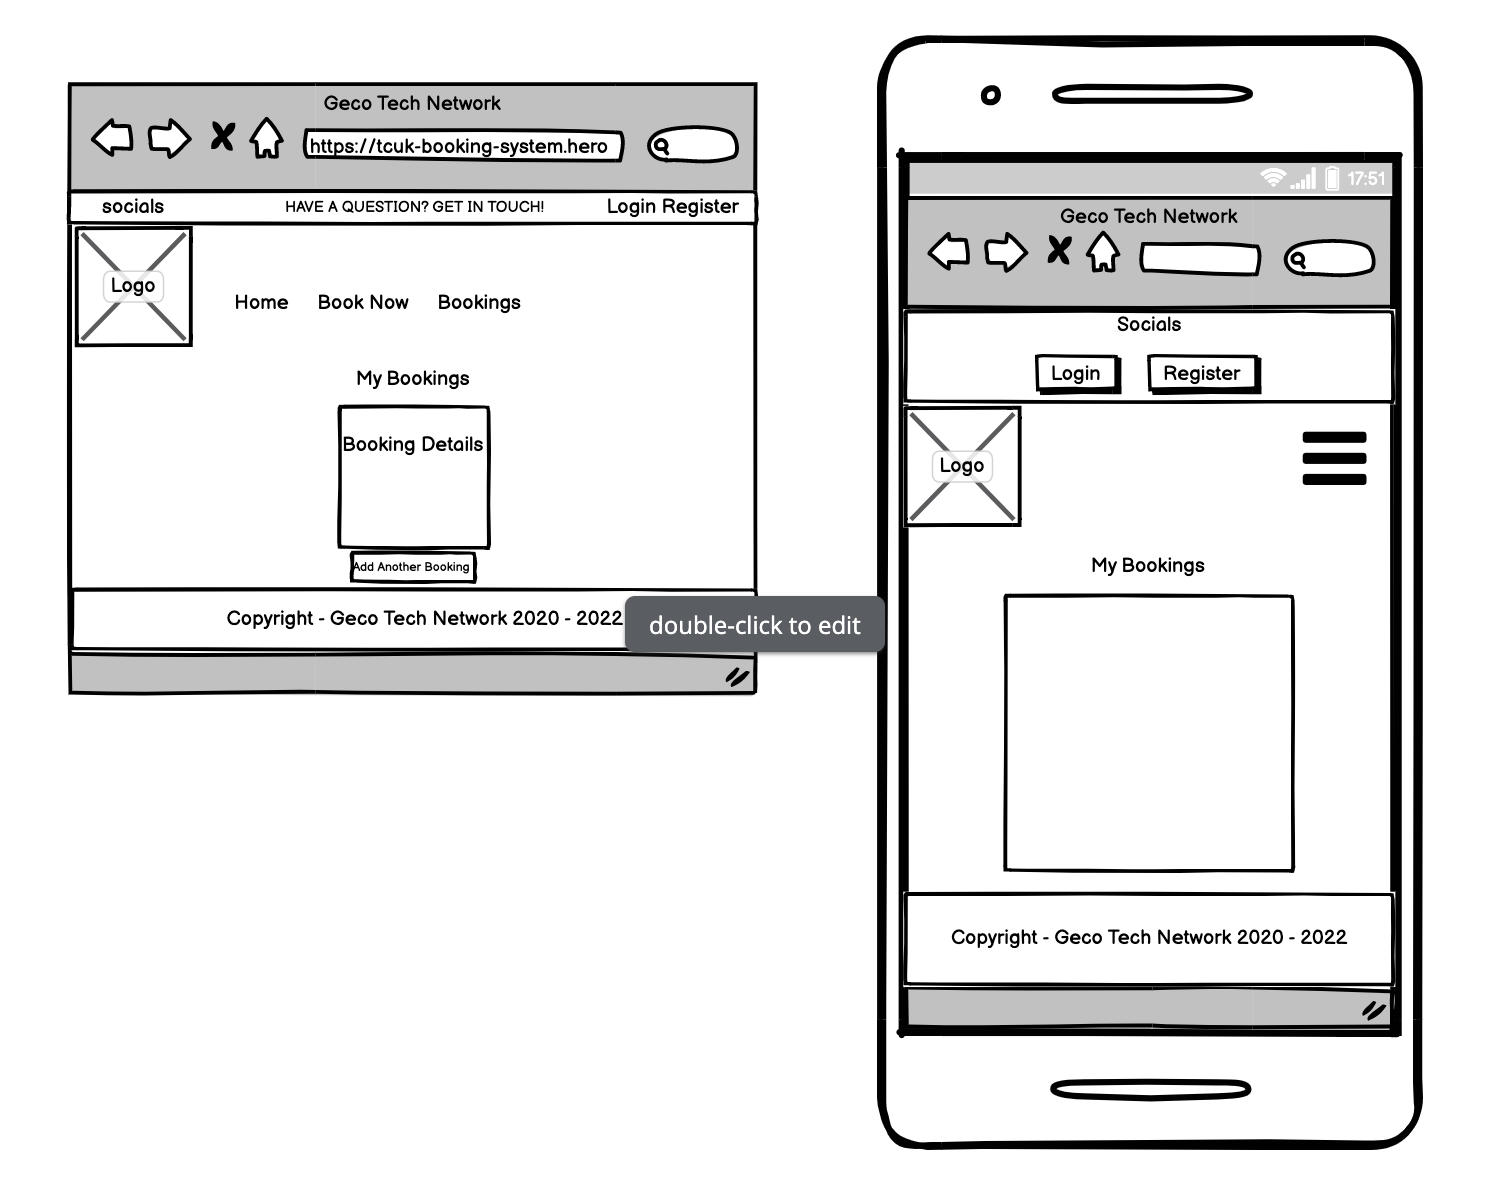 Geco Tech Network
https://tcuk-booking-system.hero
socials
HAVE A QUESTION? GET IN TOUCH!
Login Register
Logo
Home
Book Now
Bookings
My Bookings
Booking Details
Add Another Booking
Copyright - Geco Tech Network 2020 - 2022
double-click to edit
17:51
Geco Tech Network
Socials
Login
Register
Logo
My Bookings
Copyright - Geco Tech Network 2020 - 2022